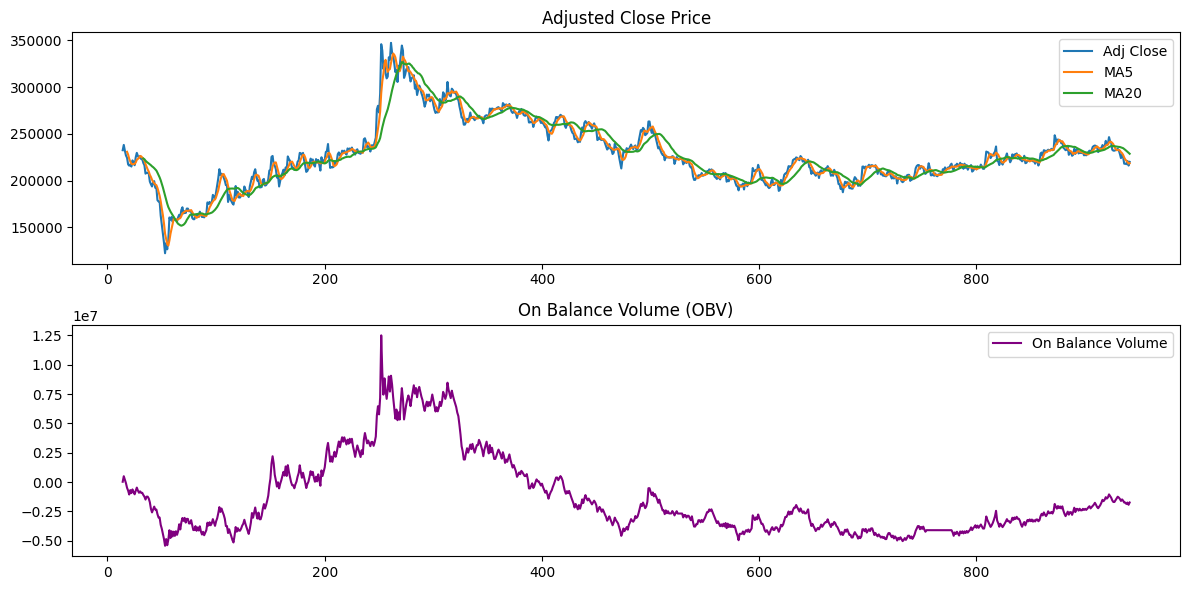 Adjusted Close Price
350000
300000
250000
200000
150000
Adj Close
MA5
MA20
0 200 400 600 800
On Balance Volume (OBV)
1e7
1.25
1.00
0.75
0.50
0.25
0.00
−0.25
−0.50
On Balance Volume
0 200 400 600 800